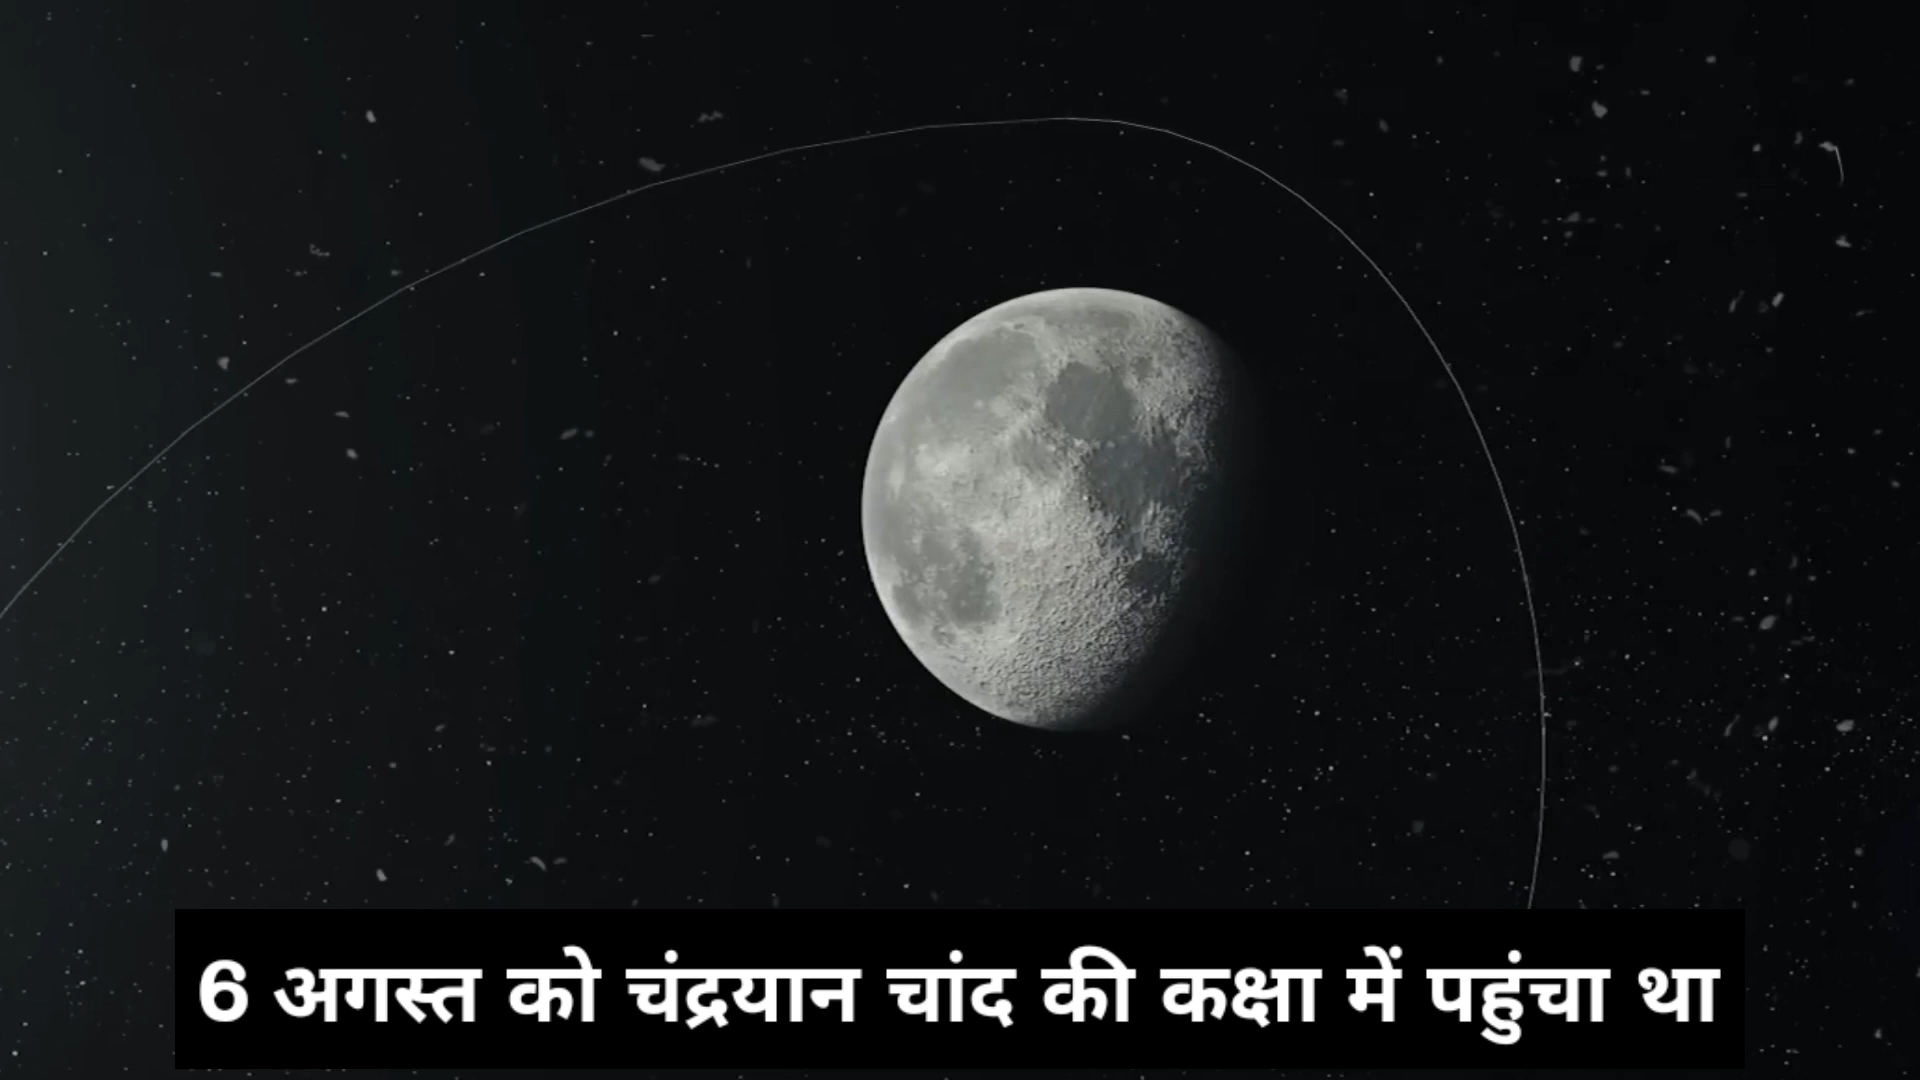 6 अगस्त को चंद्रयान चांद की कक्षा में पहुंचा था